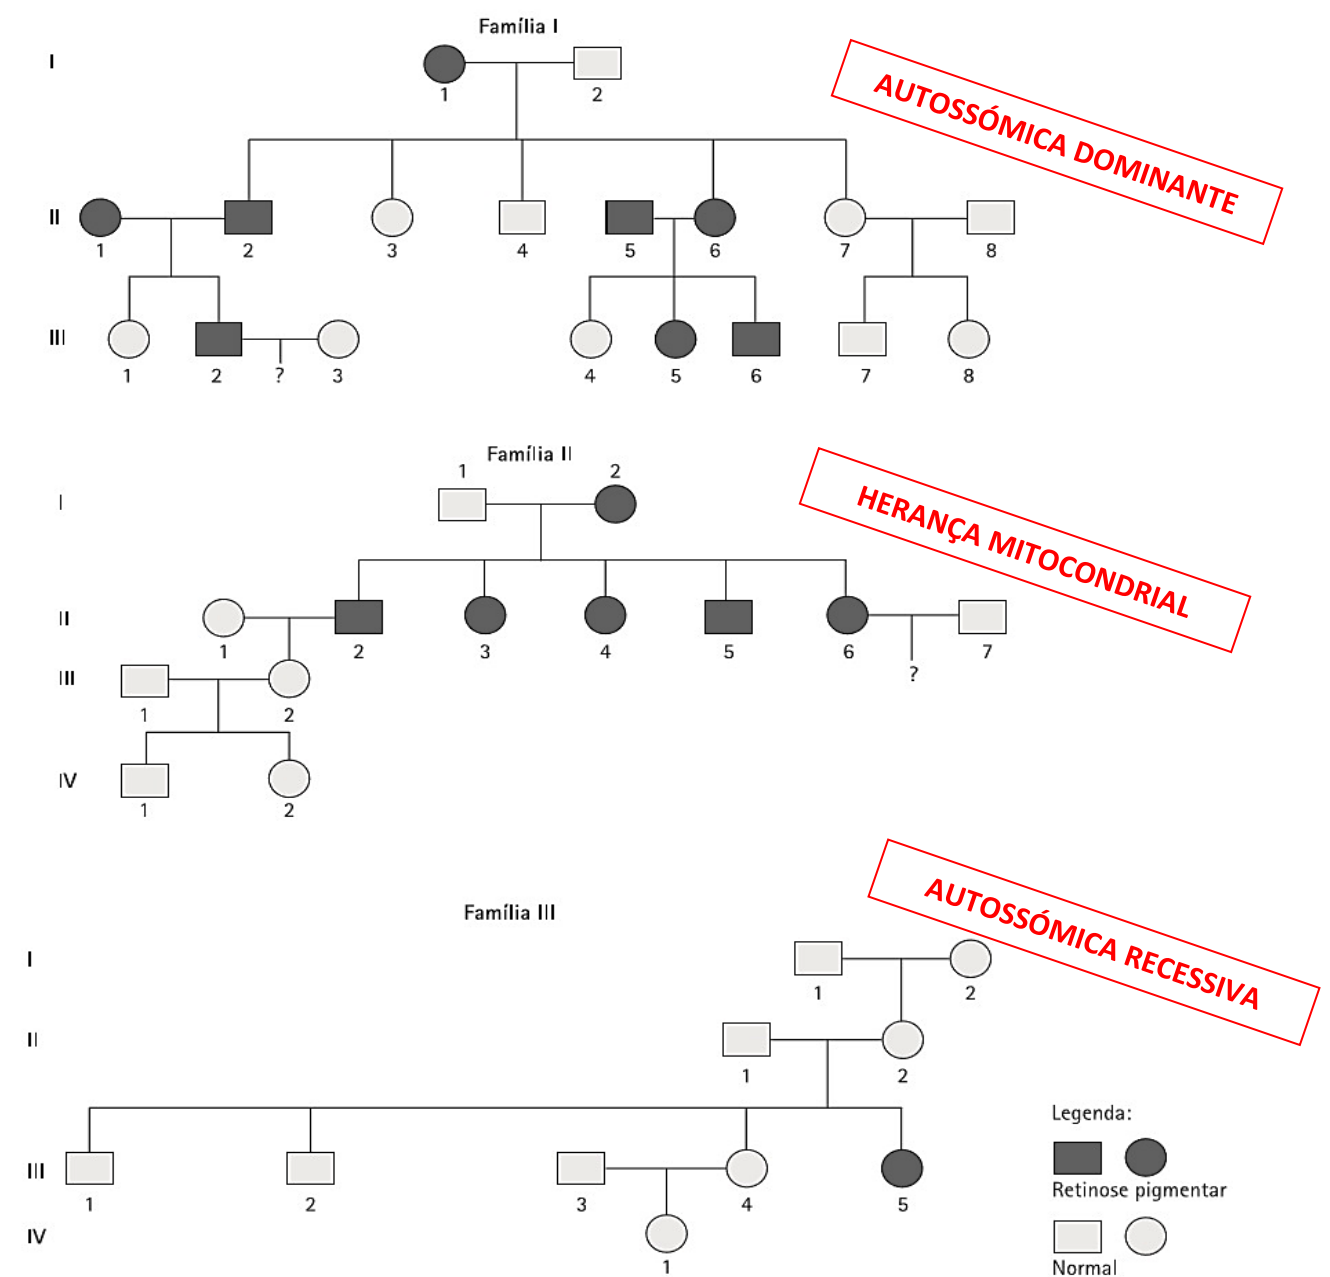 Família I
I
1 2
AUTOSSÓMICA DOMINANTE
II
1 2 3 4 5 6 7 8
III
1 2 ? 3 4 5 6 7 8
Família II
1 2
I
HERANÇA MITOCONDRIAL
II
1 2 3 4 5 6 7
?
III
1 2
IV
1 2
Família III
AUTOSSÓMICA RECESSIVA
I
1 2
II
1 2
III
1 2 3 4 5
IV
1
Legenda:
Retinose pigmentar
Normal